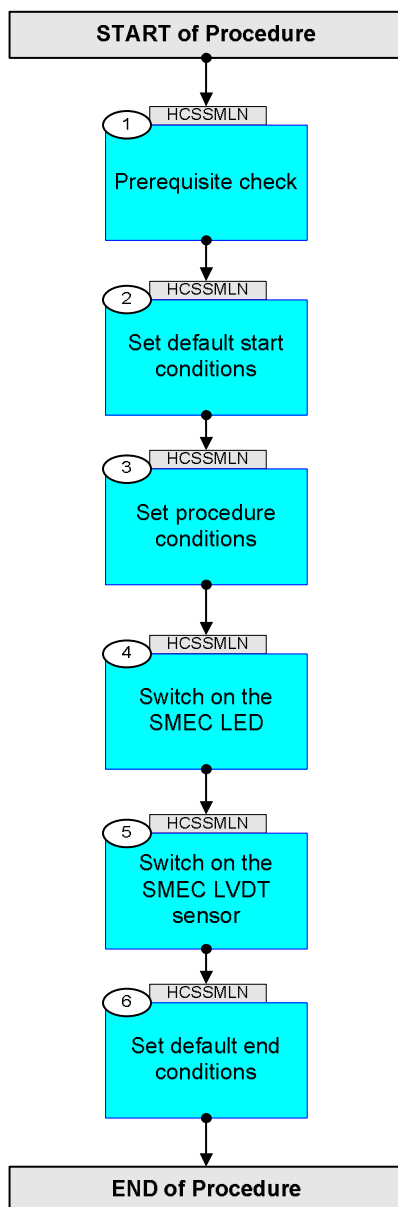 START of Procedure
HCSSMLN
1
Prerequisite check
HCSSMLN
2
Set default start
conditions
HCSSMLN
3
Set procedure
conditions
HCSSMLN
4
Switch on the
SMEC LED
HCSSMLN
5
Switch on the
SMEC LVDT
sensor
HCSSMLN
6
Set default end
conditions
END of Procedure